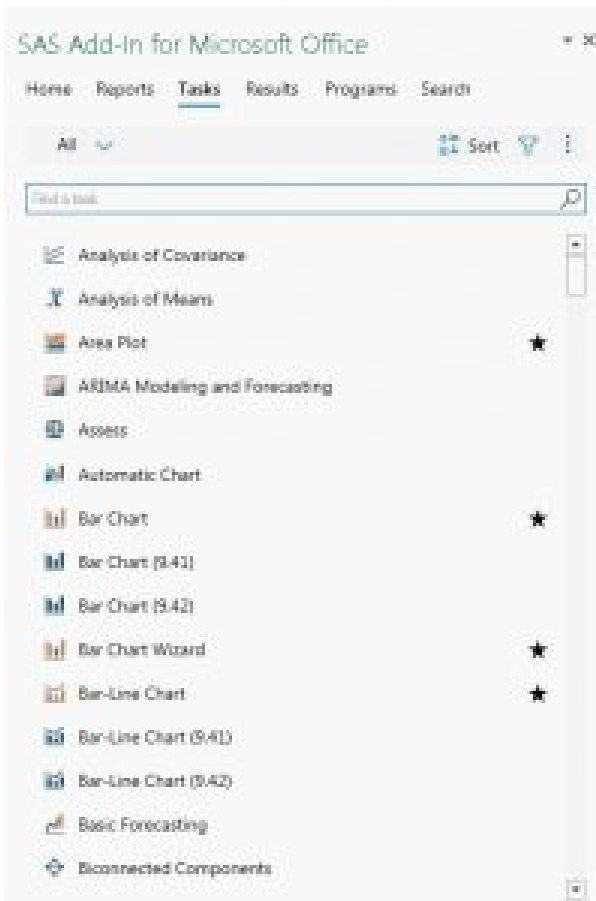 SAS Add-In for Microsoft Office
Home Reports Tasks Results Programs Search
All Sort
Find a task
Analysis of Covariance
Analysis of Means
Area Plot
ARIMA Modeling and Forecasting
Assess
Automatic Chart
Bar Chart
Bar Chart (9.41)
Bar Chart (9.42)
Bar Chart Wizard
Bar-Line Chart
Bar-Line Chart (9.41)
Bar-Line Chart (9.42)
Basic Forecasting
Biconnected Components